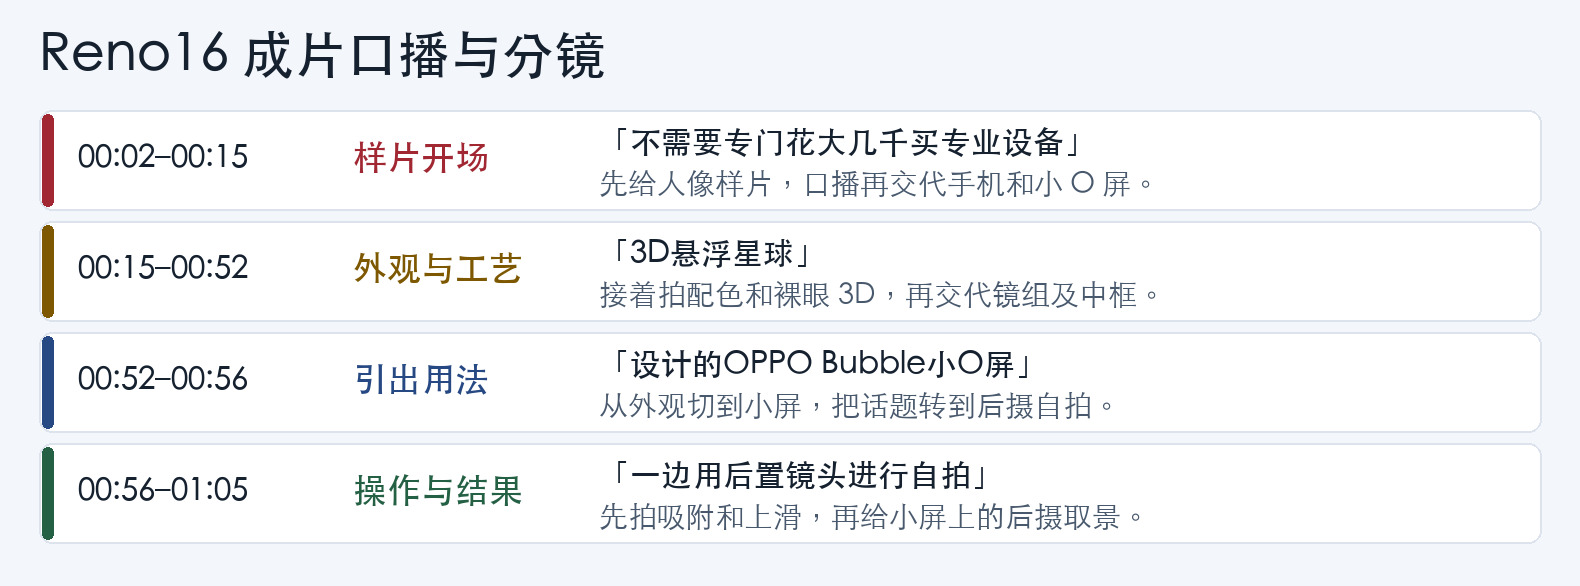 Reno16 成片口播与分镜
00:02–00:15
样片开场
「不需要专门花大几千买专业设备」
先给人像样片，口播再交代手机和小 O 屏。
00:15–00:52
外观与工艺
「3D悬浮星球」
接着拍配色和裸眼 3D，再交代镜组及中框。
00:52–00:56
引出用法
「设计的OPPO Bubble小O屏」
从外观切到小屏，把话题转到后摄自拍。
00:56–01:05
操作与结果
「一边用后置镜头进行自拍」
先拍吸附和上滑，再给小屏上的后摄取景。